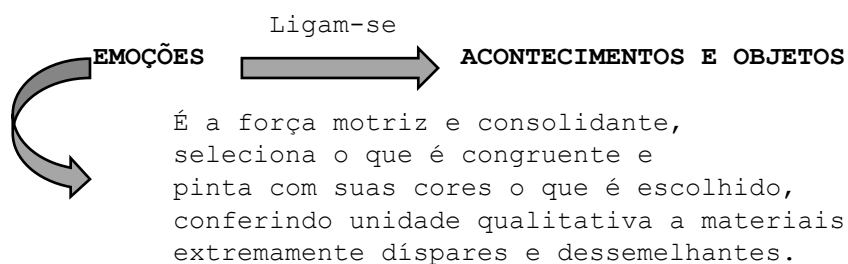 Ligam-se
EMOÇÕES ACONTECIMENTOS E OBJETOS
É a força motriz e consolidante,
seleciona o que é congruente e
pinta com suas cores o que é escolhido,
conferindo unidade qualitativa a materiais
extremamente díspares e dessemelhantes.